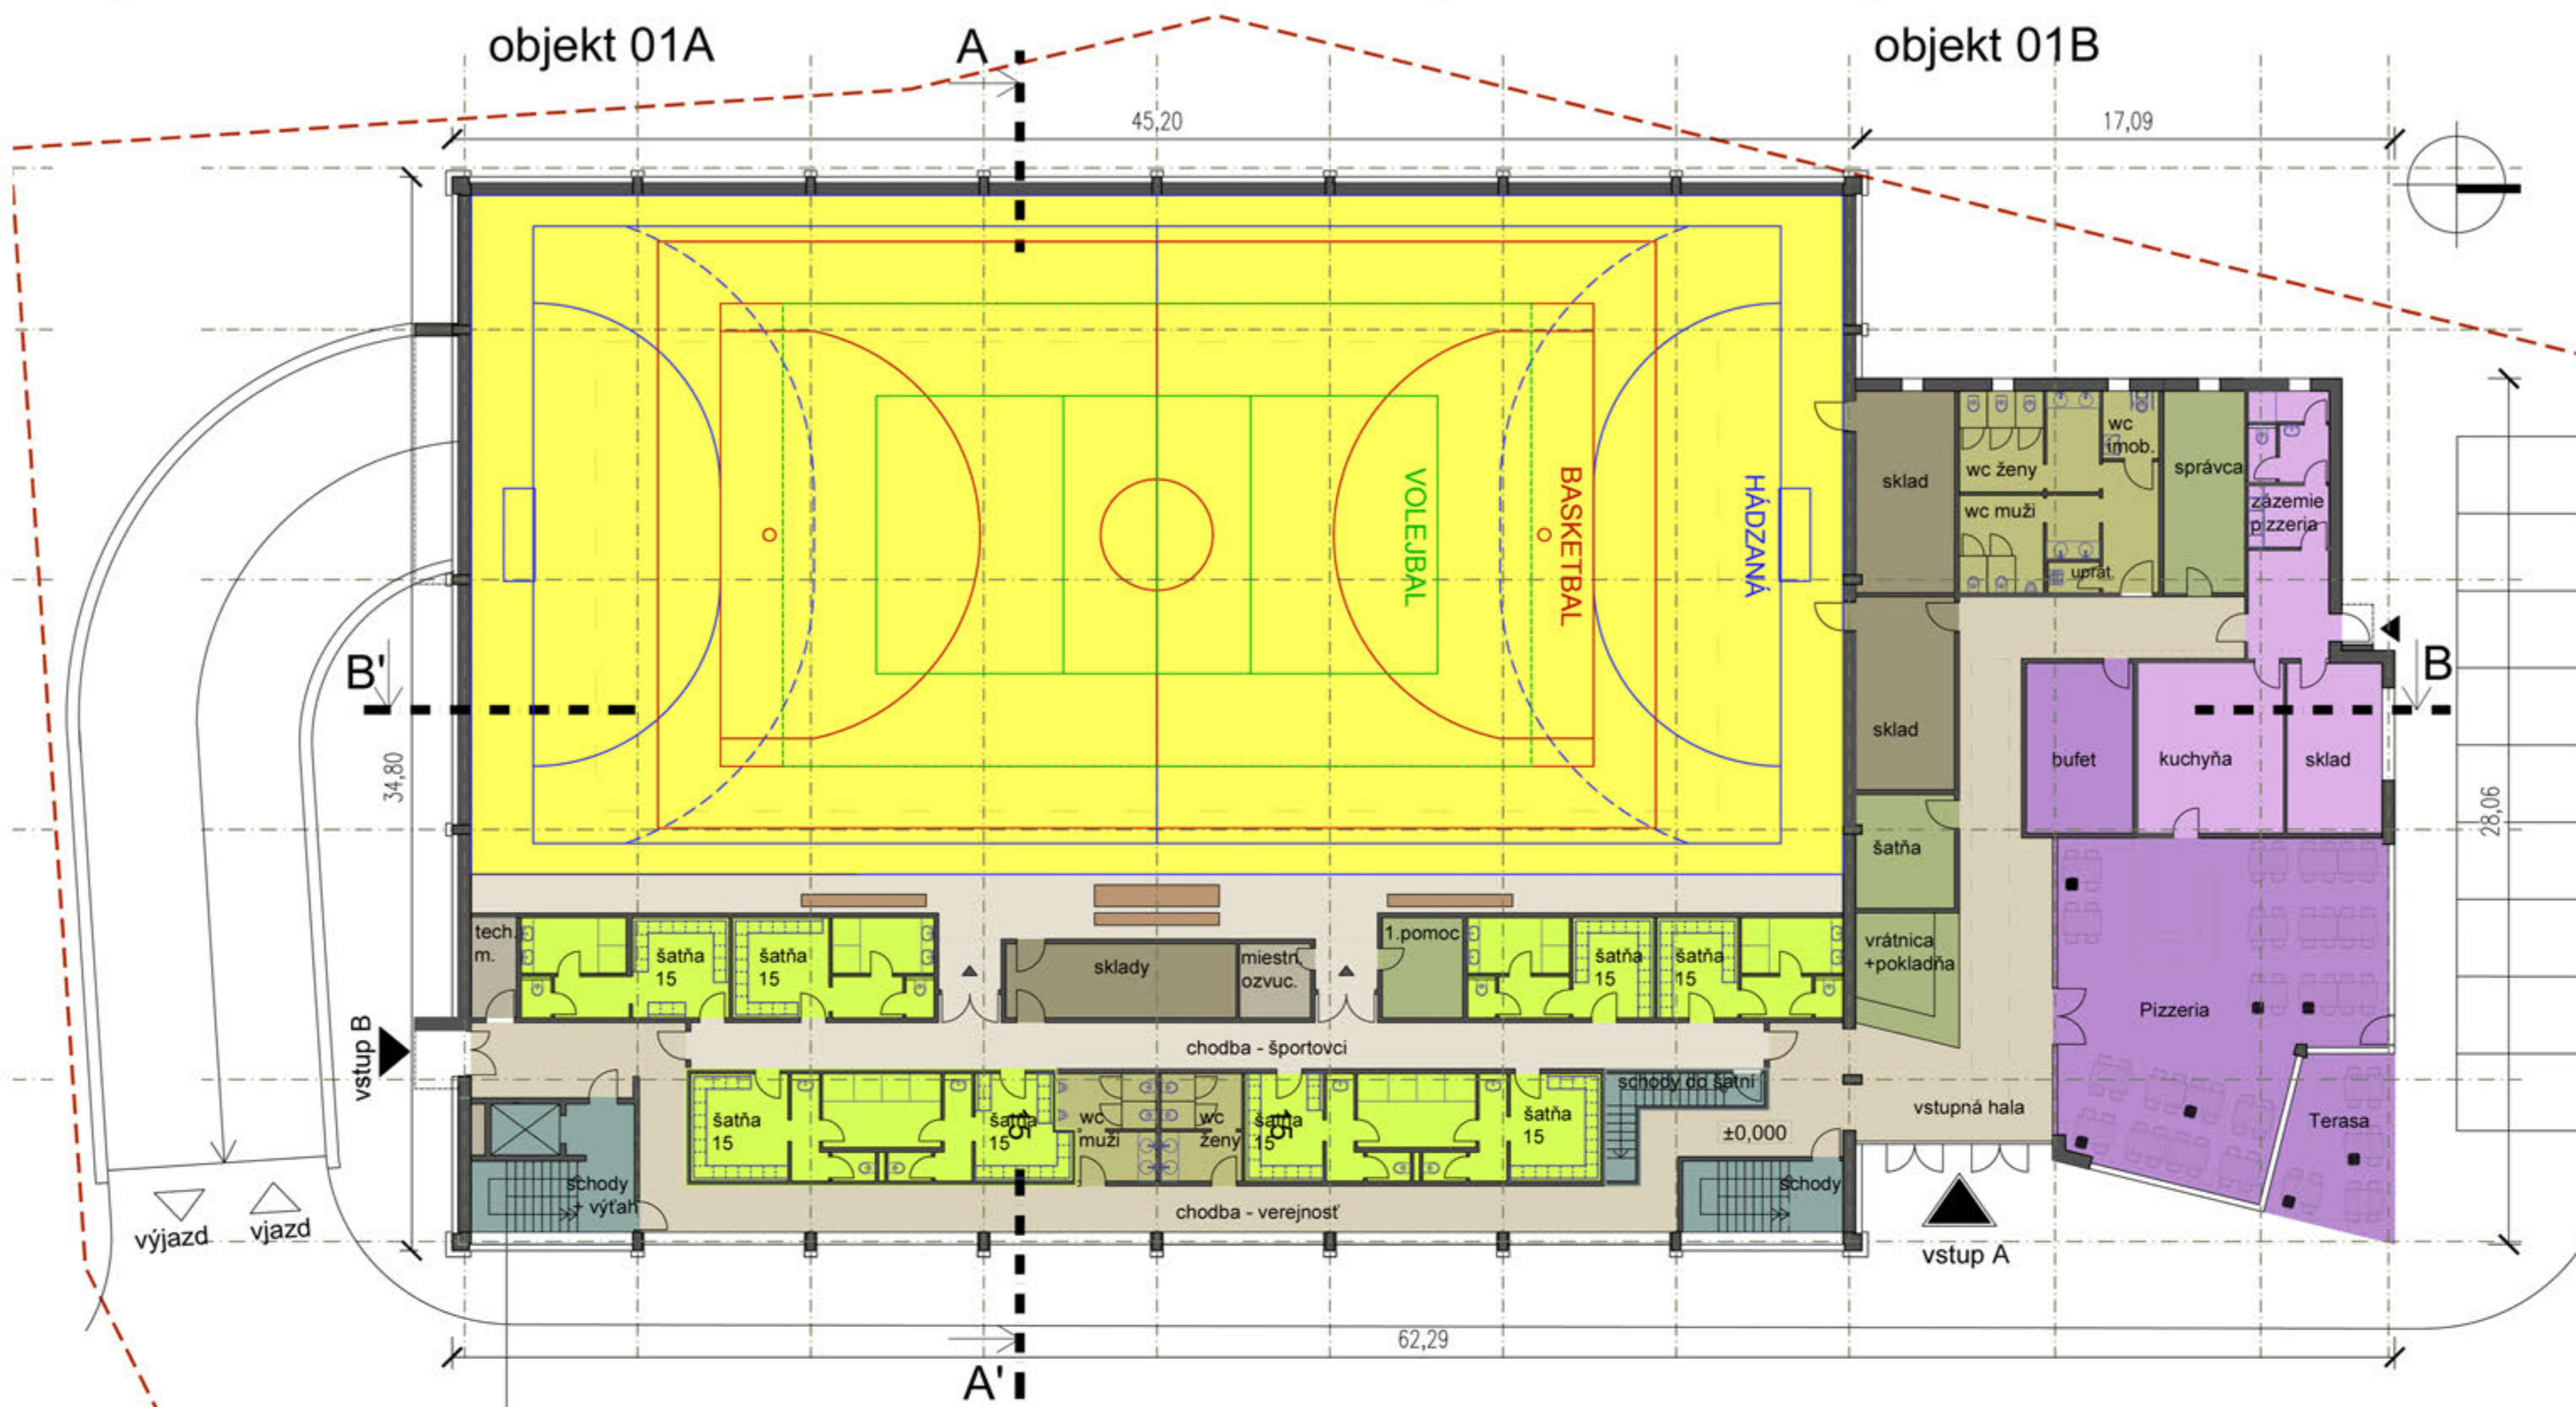 objekt 01A
A
objekt 01B
45,20
17,09
wc
imob.
wc ženy
správca
sklad
zázemie
pizzeria
wc muži
uprat.
VOLEJBAL
BASKETBAL
HÁDZANÁ
B'
B
34,80
sklad
bufet
kuchyňa
sklad
28,06
šatňa
tech.
m.
šatňa
15
šatňa
15
sklady
miestn.
ozvuc.
1.pomoc
šatňa
15
šatňa
15
vrátnica
+pokladňa
Pizzeria
vstup B
chodba - športovci
schody do šatní
šatňa
15
šatňa
15
15
wc
muži
wc
ženy
šatňa
15
15
šatňa
15
±0,000
vstupná hala
Terasa
schody
+ výťah
schody
chodba - verejnosť
výjazd
vjazd
vstup A
62,29
A'